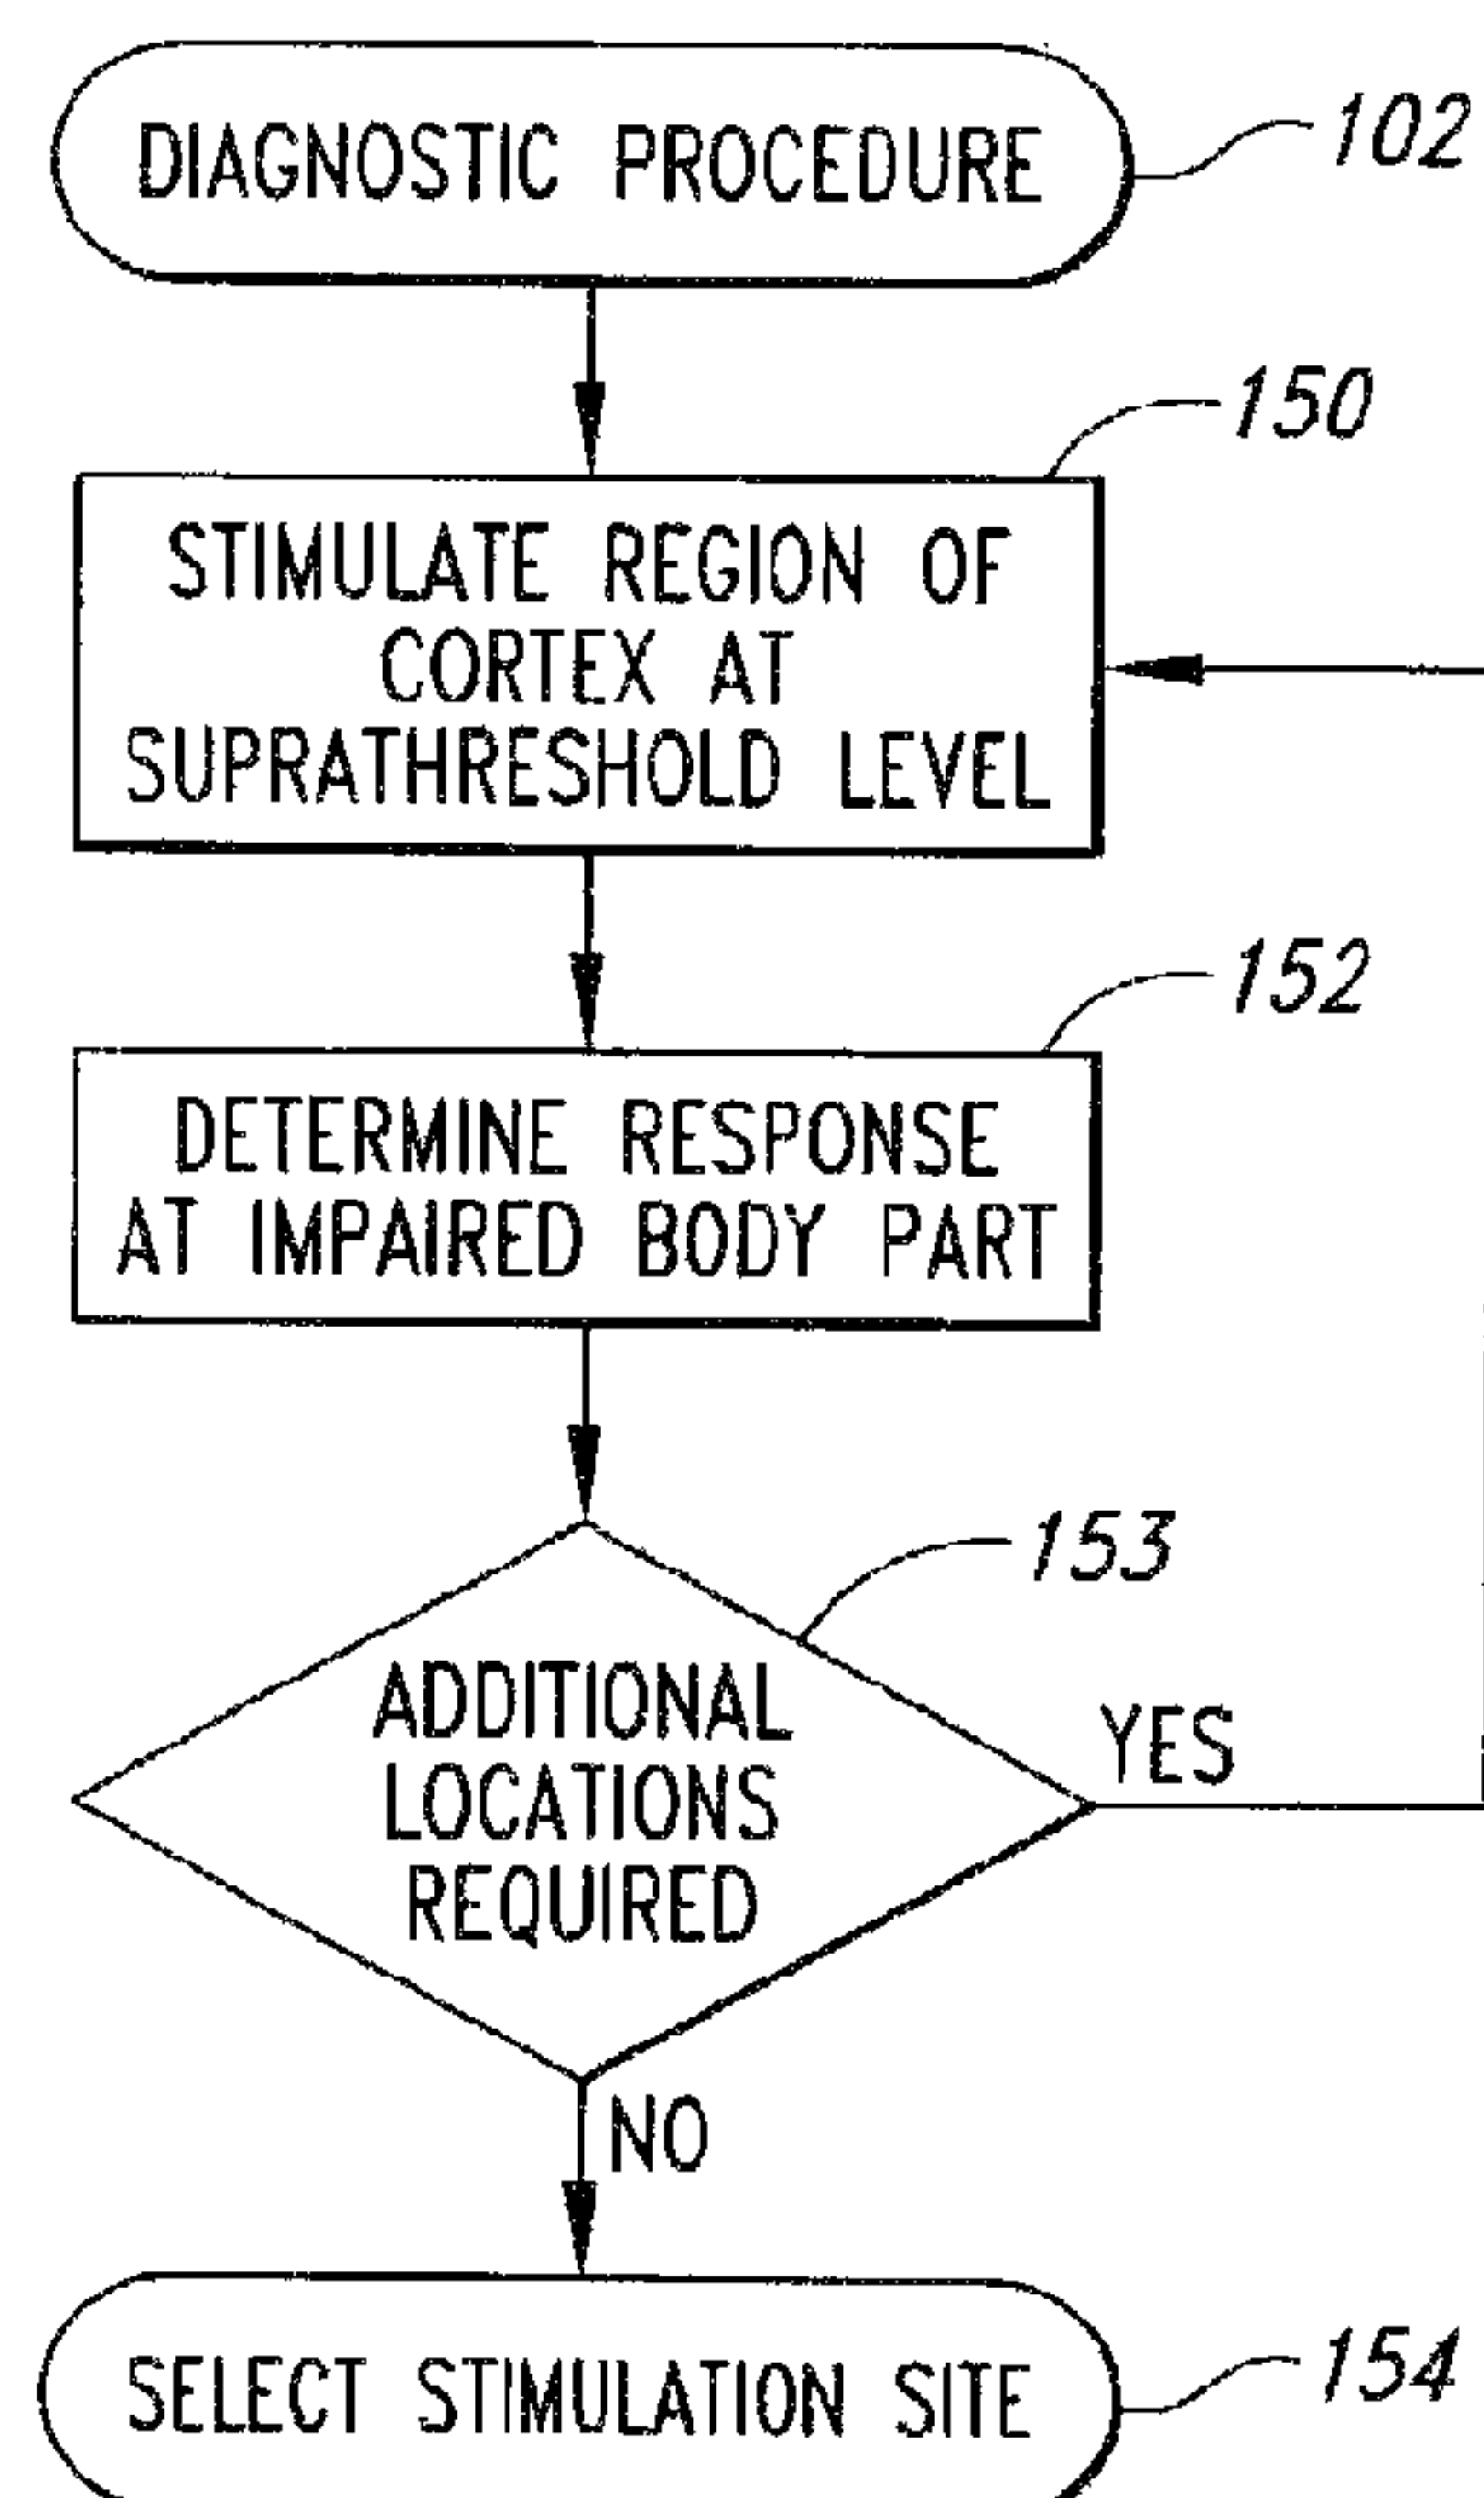 DIAGNOSTIC PROCEDURE
102
150
STIMULATE REGION OF
CORTEX AT
SUPRATHRESHOLD LEVEL
152
DETERMINE RESPONSE
AT IMPAIRED BODY PART
153
ADDITIONAL
LOCATIONS
REQUIRED
YES
NO
SELECT STIMULATION SITE
154